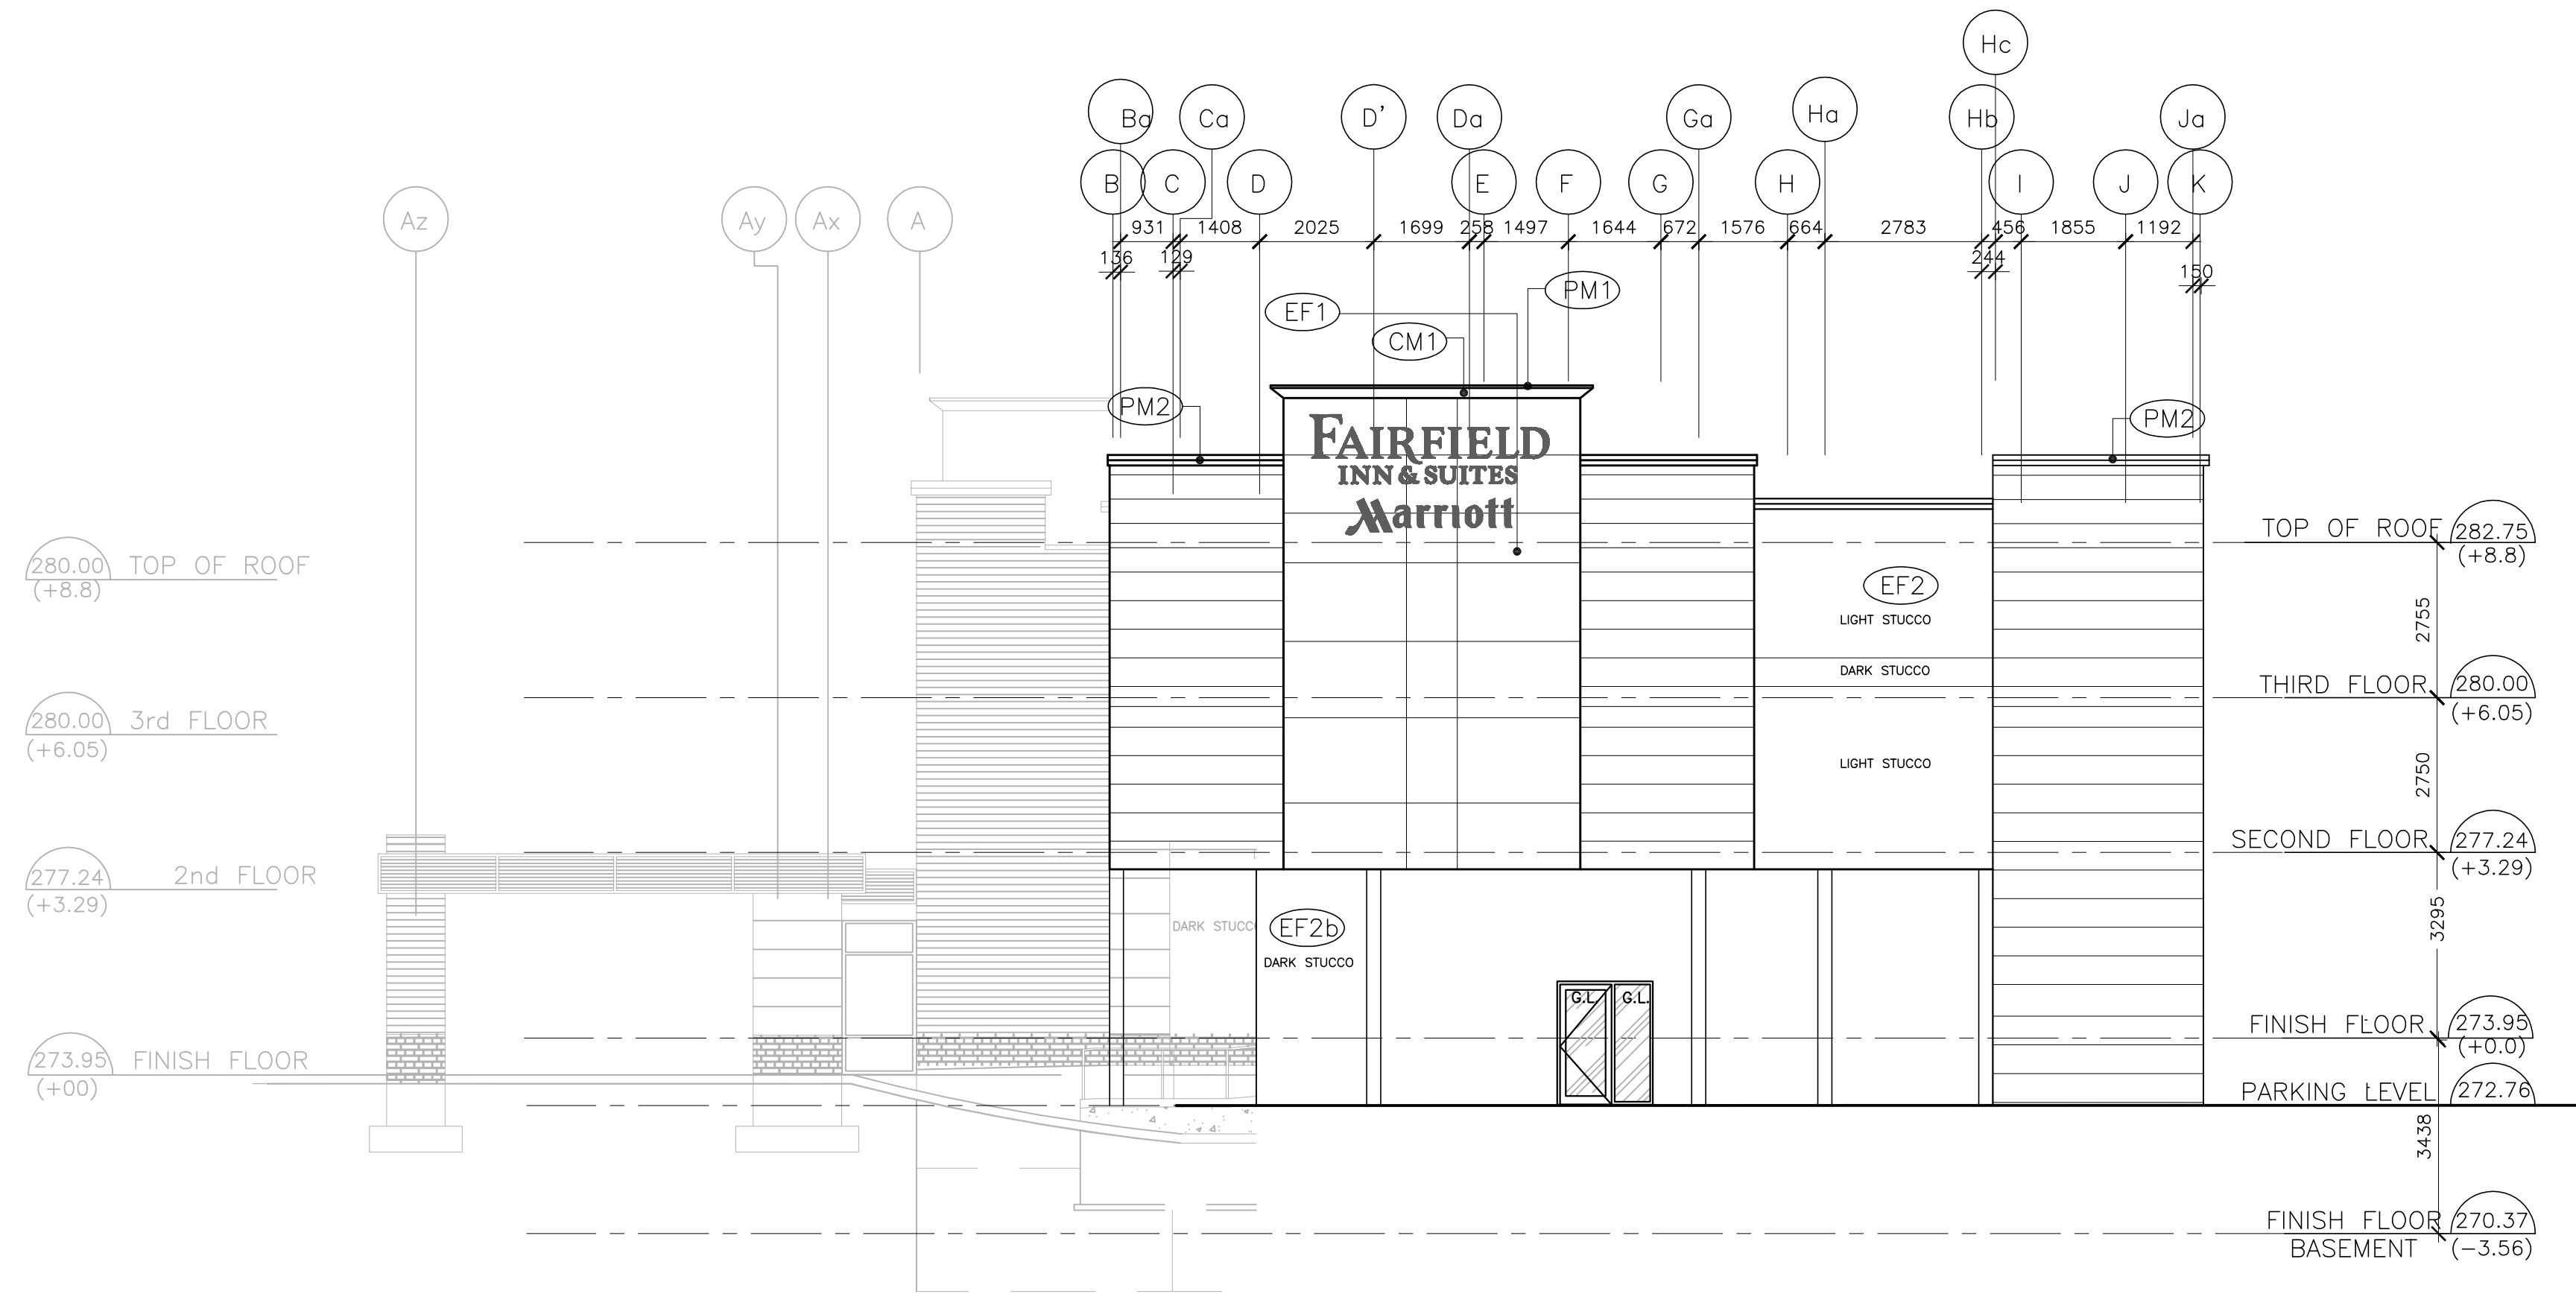 Hc
Ba
Ca
D'
Da
Ga
Ha
Hb
Ja
B
C
D
E
F
G
H
I
J
K
Az
Ay
Ax
A
931
1408
2025
1699
258
1497
1644
672
1576
664
2783
456
1855
1192
136
129
244
150
PM1
EF1
CM1
PM2
PM2
FAIRFIELD
INN & SUITES
Marriott
280.00 TOP OF ROOF
(+8.8)
TOP OF ROOF 282.75
(+8.8)
EF2
LIGHT STUCCO
2755
DARK STUCCO
280.00 3rd FLOOR
(+6.05)
THIRD FLOOR 280.00
(+6.05)
LIGHT STUCCO
2750
277.24 2nd FLOOR
(+3.29)
SECOND FLOOR 277.24
(+3.29)
DARK STUCCO
EF2b
DARK STUCCO
3295
G.L.
G.L.
273.95 FINISH FLOOR
(+00)
FINISH FLOOR 273.95
(+0.0)
PARKING LEVEL 272.76
3438
FINISH FLOOR 270.37
BASEMENT (-3.56)